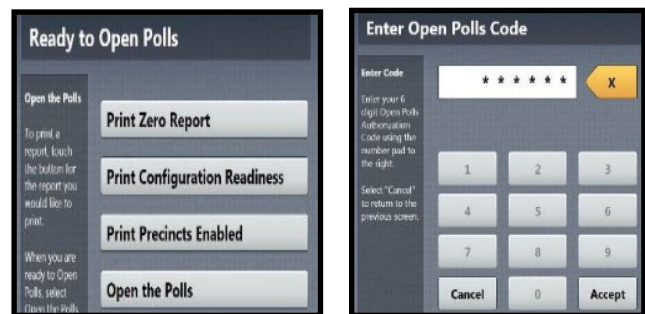 Ready to Open Polls
Open the Polls
To print a
report, touch
the button for
the report you
would like to
print.
When you are
ready to Open
Polls, select
Open the Polls
Print Zero Report
Print Configuration Readiness
Print Precincts Enabled
Open the Polls
Enter Open Polls Code
Enter Code
Enter your 6
digit Open Polls
Authorization
Code using the
number pad to
the right.
Select "Cancel"
to return to the
previous screen.
* * * * * *
X
1 2 3
4 5 6
7 8 9
Cancel 0 Accept